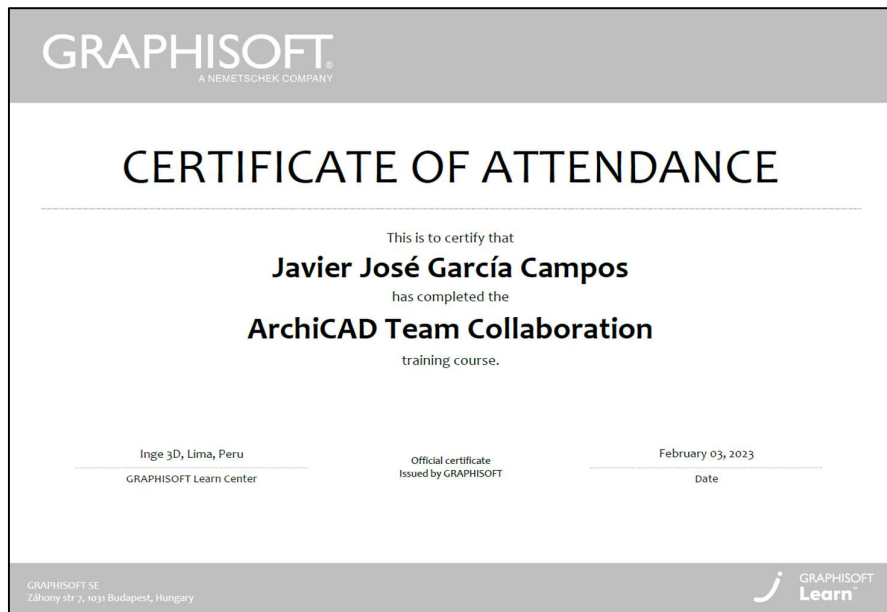 GRAPHISOFT®
A NEMETSCHEK COMPANY
CERTIFICATE OF ATTENDANCE
This is to certify that
Javier José García Campos
has completed the
ArchiCAD Team Collaboration
training course.
Inge 3D, Lima, Peru
GRAPHISOFT Learn Center
Official certificate
Issued by GRAPHISOFT
February 03, 2023
Date
GRAPHISOFT SE
Záhony str 7, 1031 Budapest, Hungary
GRAPHISOFT
Learn™